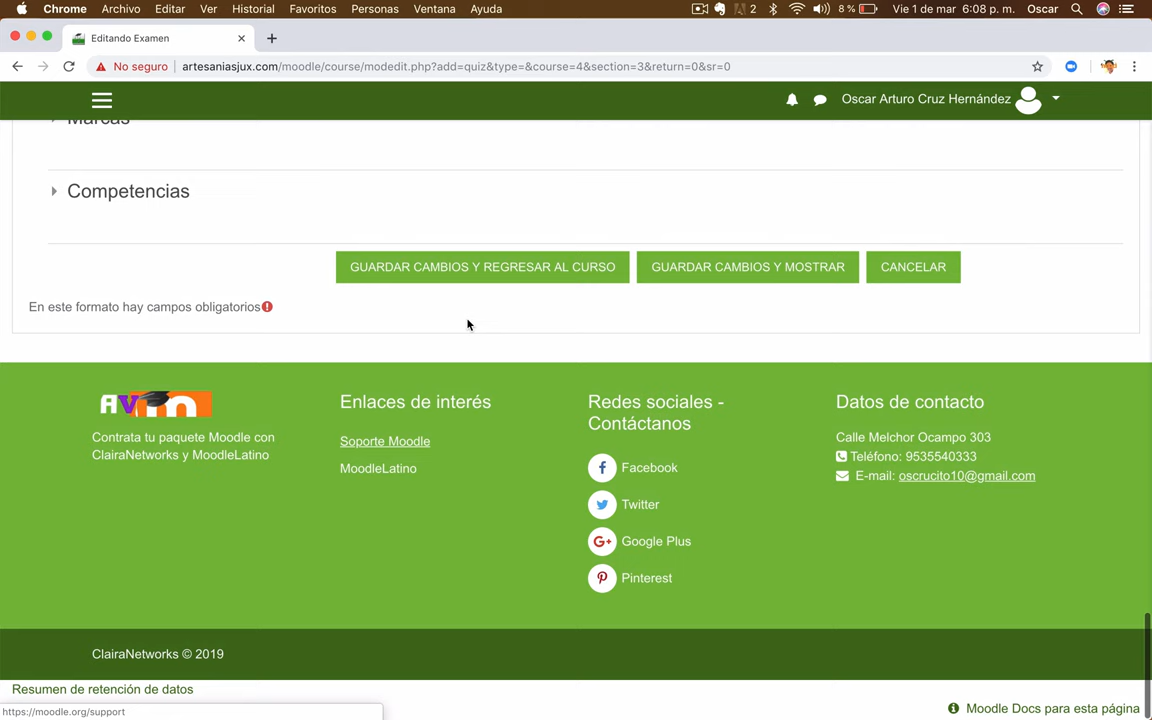 Chrome Archivo Editar Ver Historial Favoritos Personas Ventana Ayuda 2 8 % Vie 1 de mar 6:08 p. m. Oscar
Editando Examen
No seguro artesaniasjux.com/moodle/course/modedit.php?add=quiz&type=&course=4&section=3&return=0&sr=0
Oscar Arturo Cruz Hernández
Marcas
Competencias
GUARDAR CAMBIOS Y REGRESAR AL CURSO GUARDAR CAMBIOS Y MOSTRAR CANCELAR
En este formato hay campos obligatorios
Contrata tu paquete Moodle con
ClairaNetworks y MoodleLatino
Enlaces de interés
Soporte Moodle
MoodleLatino
Redes sociales -
Contáctanos
Facebook
Twitter
Google Plus
Pinterest
Datos de contacto
Calle Melchor Ocampo 303
Teléfono: 9535540333
E-mail: oscrucito10@gmail.com
ClairaNetworks © 2019
Resumen de retención de datos
https://moodle.org/support
Moodle Docs para esta página